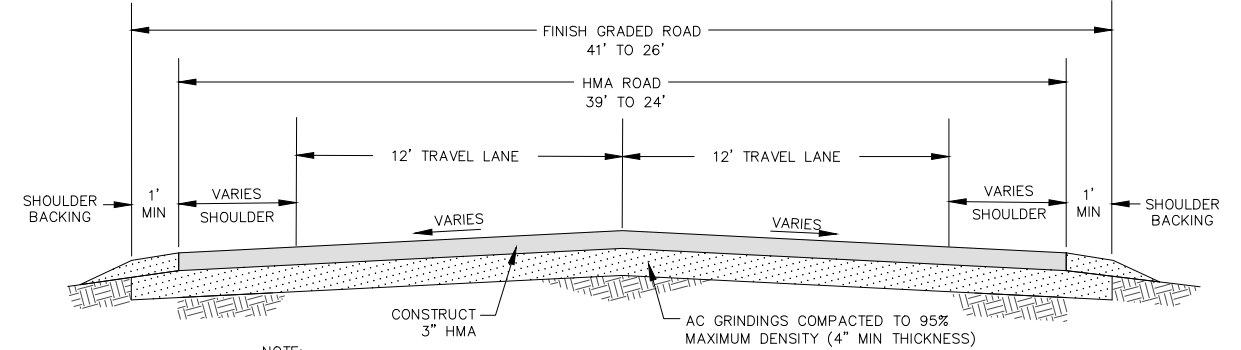 FINISH GRADED ROAD
41' TO 26'
HMA ROAD
39' TO 24'
12' TRAVEL LANE
12' TRAVEL LANE
SHOULDER
BACKING
1'
MIN
VARIES
SHOULDER
VARIES
VARIES
VARIES
SHOULDER
1'
MIN
SHOULDER
BACKING
CONSTRUCT
3" HMA
AC GRINDINGS COMPACTED TO 95%
MAXIMUM DENSITY (4" MIN THICKNESS)
NOTE: